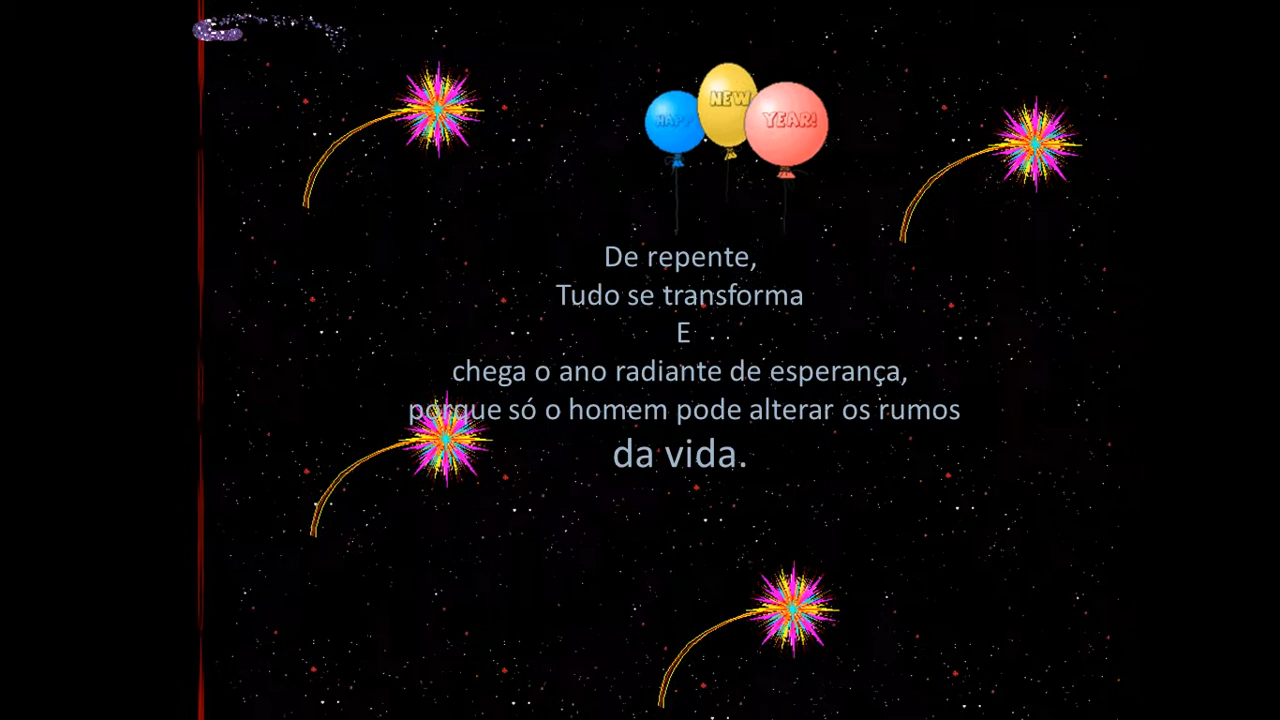 HAPPY
NEW
YEAR!
De repente,
Tudo se transforma
E
chega o ano radiante de esperança,
porque só o homem pode alterar os rumos
da vida.